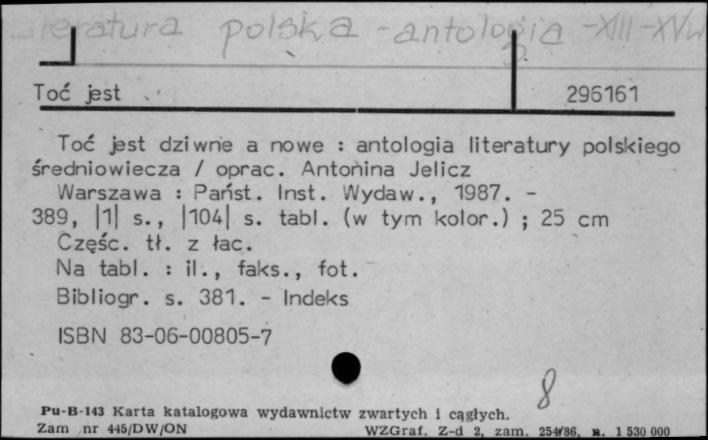 Literatura polska - antologia - XIII - XVw
Toć jest 296161
Toć jest dziwne a nowe : antologia literatury polskiego
średniowiecza / oprac. Antonina Jelicz
Warszawa : Państ. Inst. Wydaw., 1987. -
389, |1| s., |104| s. tabl. (w tym kolor.) ; 25 cm
Częśc. tł. z łac.
Na tabl. : il., faks., fot.
Bibliogr. s. 381. - Indeks
ISBN 83-06-00805-7
8
Pu-B-143 Karta katalogowa wydawnictw zwartych i cągłych.
Zam nr 445/DW/ON WZGraf. Z-d 2, zam. 254/86, n. 1 530 000